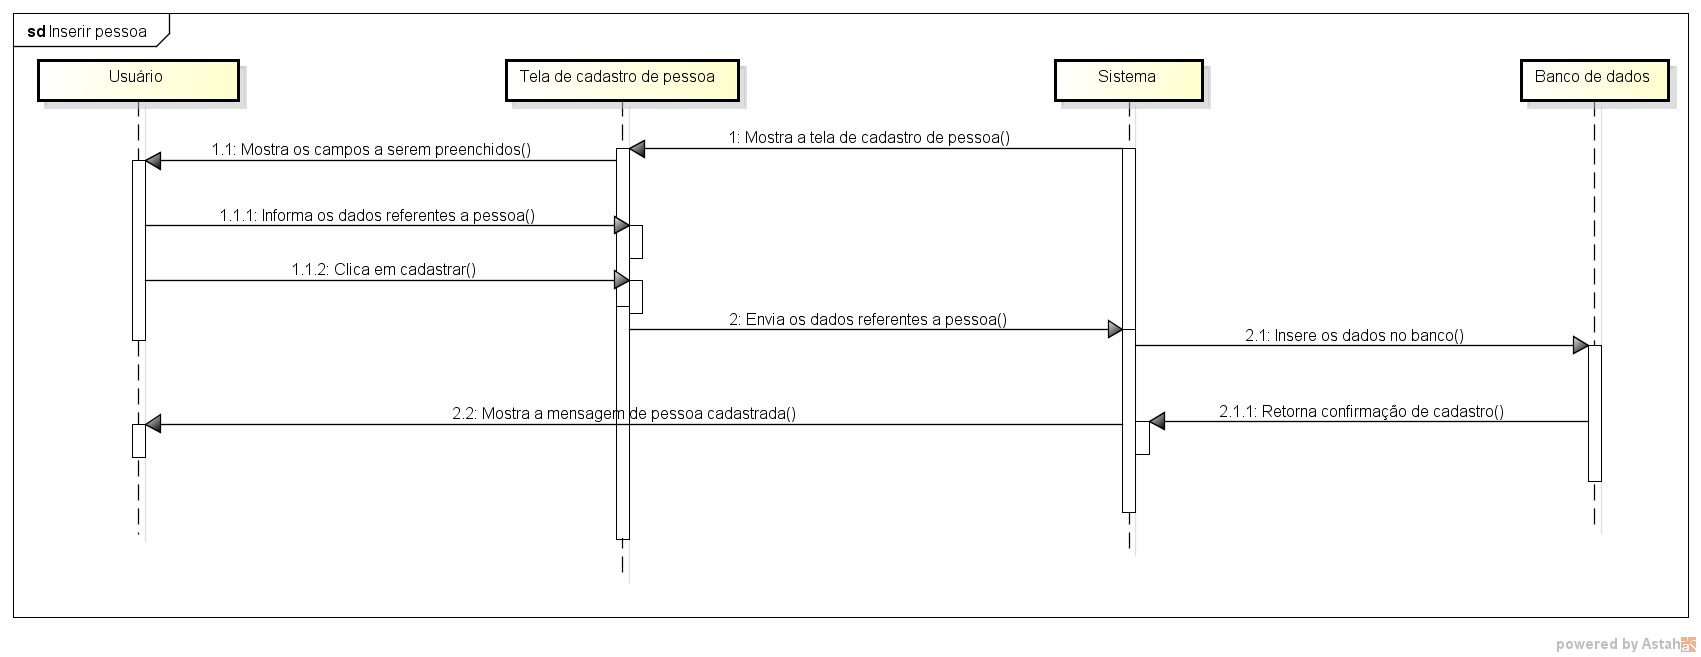 sd Inserir pessoa
Usuário
Tela de cadastro de pessoa
Sistema
Banco de dados
1: Mostra a tela de cadastro de pessoa()
1.1: Mostra os campos a serem preenchidos()
1.1.1: Informa os dados referentes a pessoa()
1.1.2: Clica em cadastrar()
2: Envia os dados referentes a pessoa()
2.1: Insere os dados no banco()
2.1.1: Retorna confirmação de cadastro()
2.2: Mostra a mensagem de pessoa cadastrada()
powered by Astah